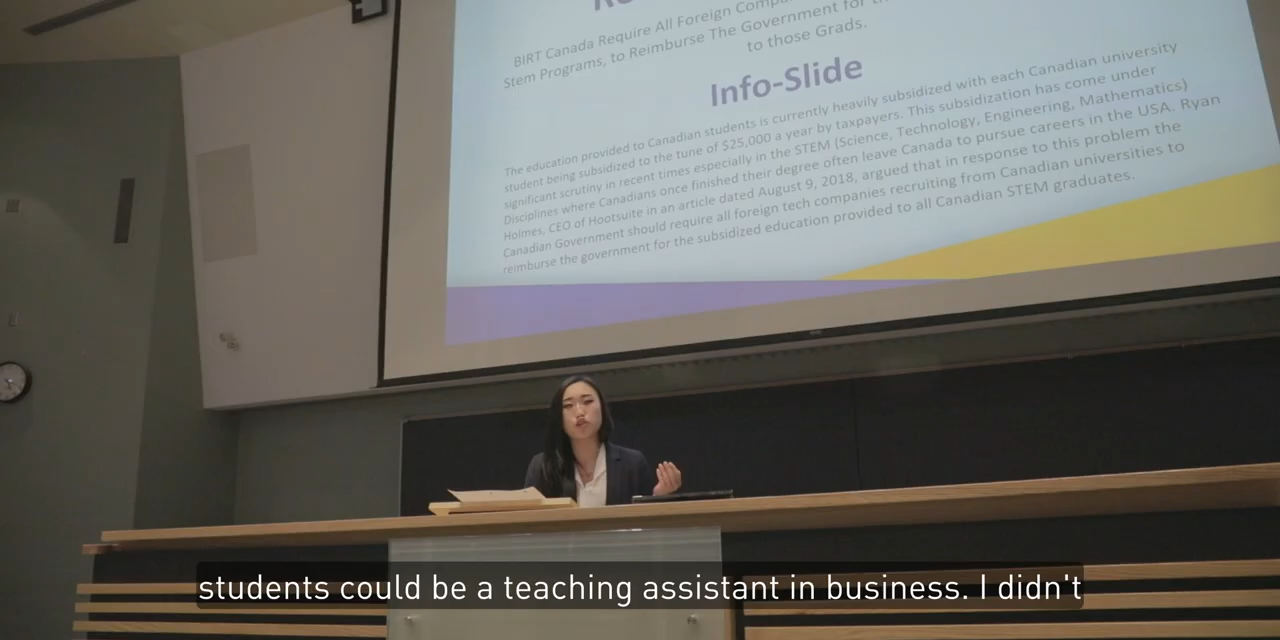 BIRT Canada Require All Foreign
Stem Programs, to Reimburse The Government for
to those Grads.
Info-Slide
The education provided to Canadian students is currently heavily subsidized with each Canadian university
student being subsidized to the tune of $25,000 a year by taxpayers. This subsidization has come under
significant scrutiny in recent times especially in the STEM (Science, Technology, Engineering, Mathematics)
Disciplines where Canadians once finished their degree often leave Canada to pursue careers in the USA. Ryan
Holmes, CEO of Hootsuite in an article dated August 9, 2018, argued that in response to this problem the
Canadian Government should require all foreign tech companies recruiting from Canadian universities to
reimburse the government for the subsidized education provided to all Canadian STEM graduates.
students could be a teaching assistant in business. I didn't